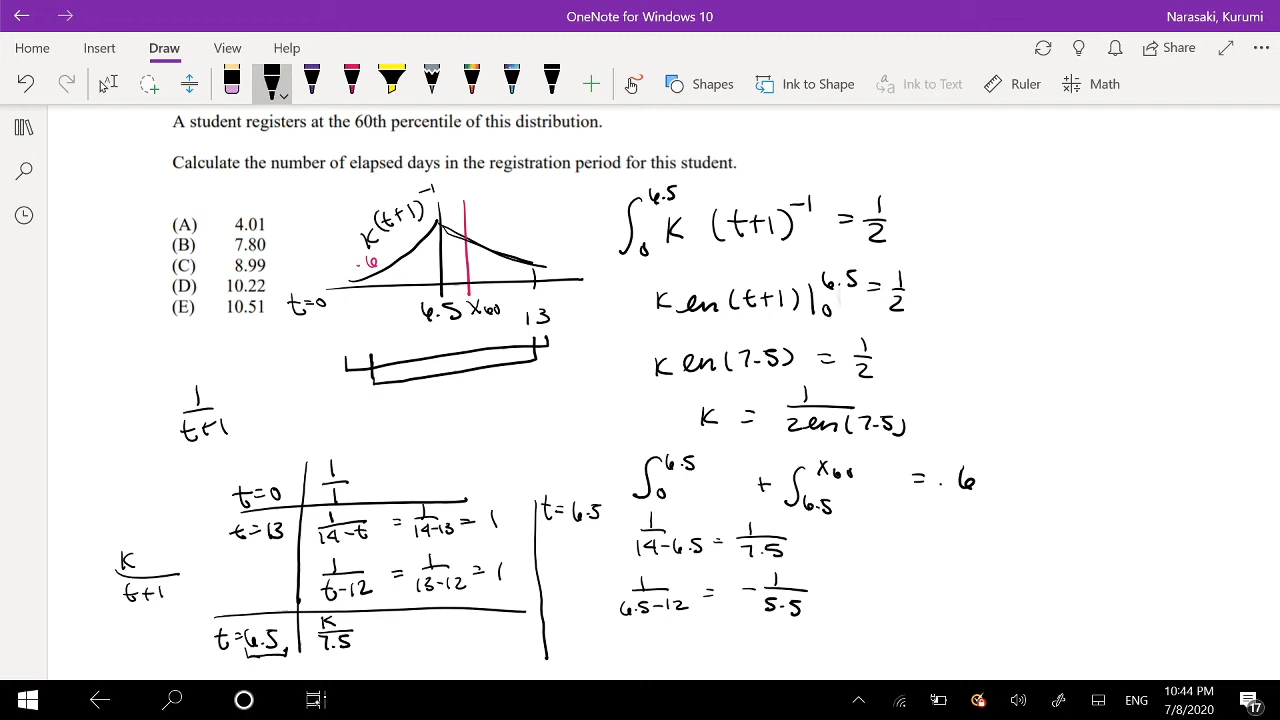 OneNote for Windows 10
Narasaki, Kurumi
Home Insert Draw View Help
Share
Shapes Ink to Shape Ink to Text Ruler Math
A student registers at the 60th percentile of this distribution.
Calculate the number of elapsed days in the registration period for this student.
(A) 4.01
(B) 7.80
(C) 8.99
(D) 10.22
(E) 10.51
K(t+1)^-1
.6
t=0
6.5 x60 13
∫_0^6.5 K (t+1)^-1 = 1/2
K ln(t+1) |_0^6.5 = 1/2
K ln(7.5) = 1/2
K = 1/(2ln(7.5))
∫_0^6.5 + ∫_6.5^x60 = .6
1/(t+1)
t=0 1/1
t=13 1/(14-t) = 1/(14-13) = 1
1/(t-12) = 1/(13-12) = 1
t=6.5 K/7.5
K/(t+1)
t=6.5
1/(14-6.5) = 1/7.5
1/(6.5-12) = -1/5.5
ENG
10:44 PM
7/8/2020
17